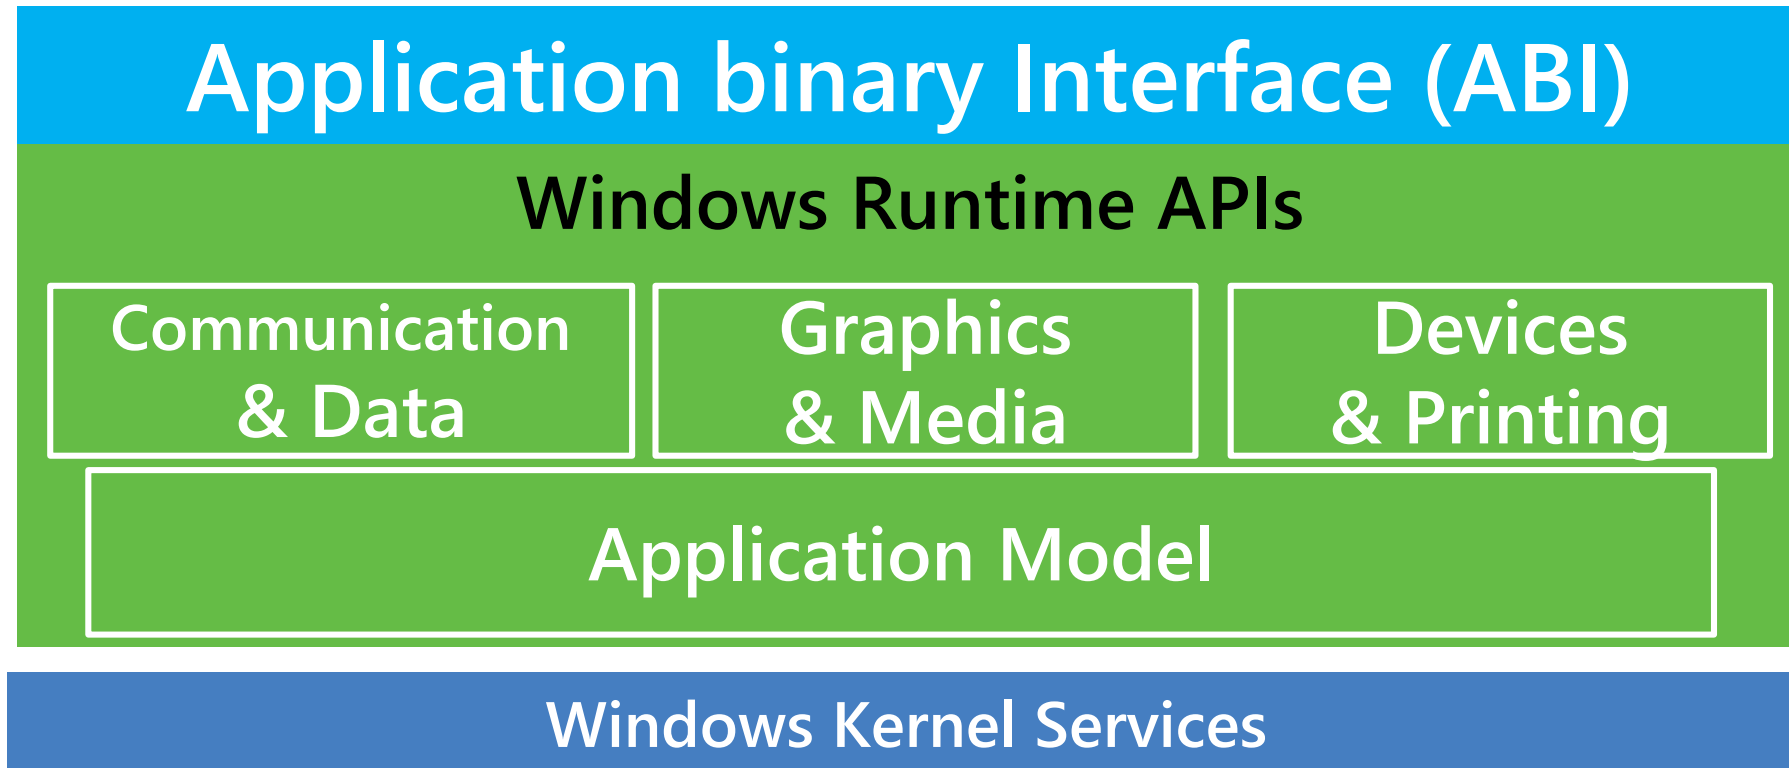 Application binary Interface (ABI)
Windows Runtime APIs
Communication
& Data
Graphics
& Media
Devices
& Printing
Application Model
Windows Kernel Services